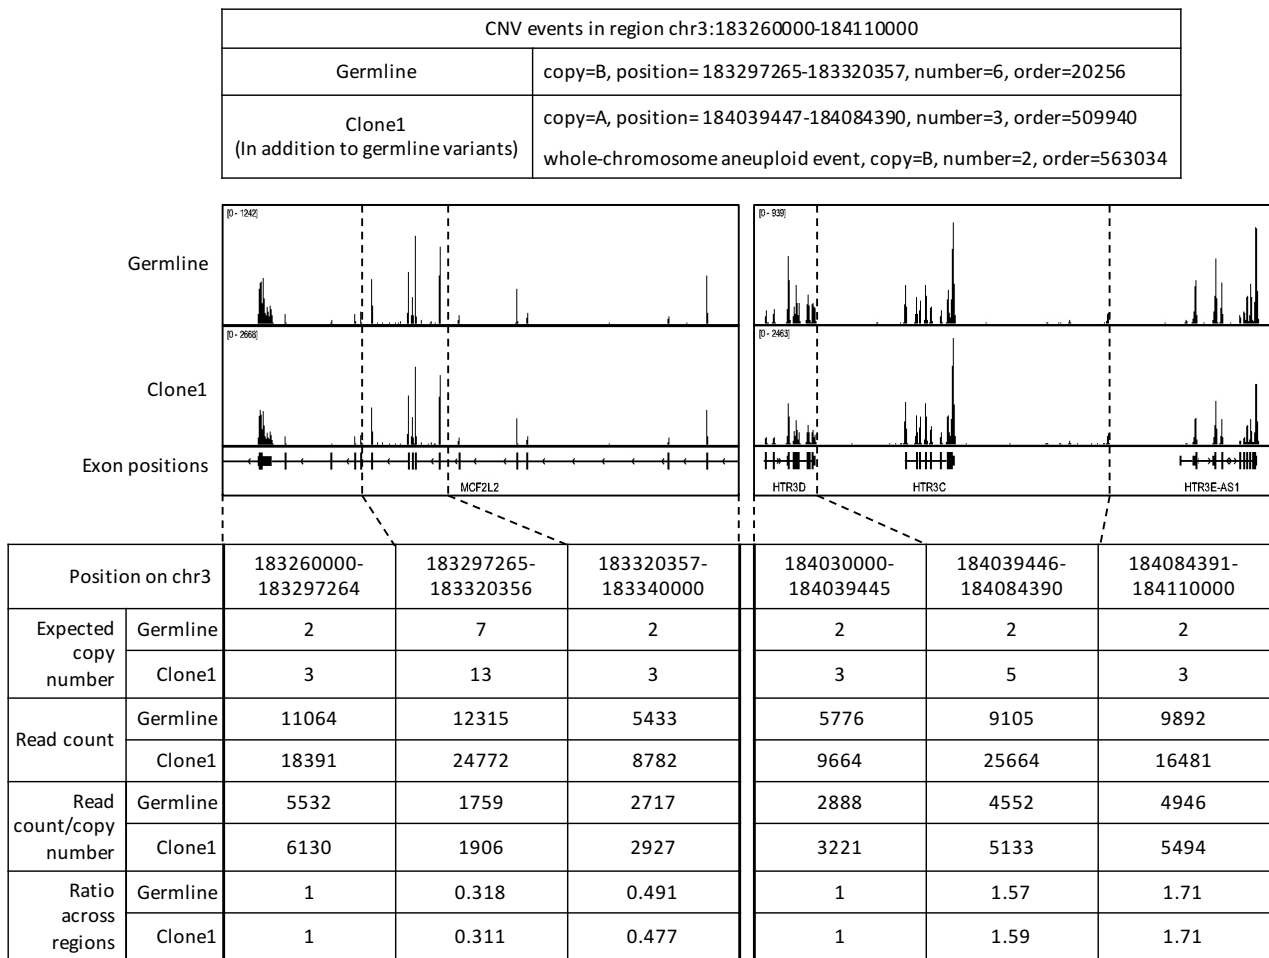 CNV events in region chr3:183260000-184110000
Germline
copy=B, position= 183297265-183320357, number=6, order=20256
Clone1
(In addition to germline variants)
copy=A, position= 184039447-184084390, number=3, order=509940
whole-chromosome aneuploid event, copy=B, number=2, order=563034
Germline
[0 - 1242]
[0 - 939]
Clone1
[0 - 2668]
[0 - 2463]
Exon positions
MCF2L2
HTR3D
HTR3C
HTR3E-AS1
Position on chr3
183260000-
183297264
183297265-
183320356
183320357-
183340000
184030000-
184039445
184039446-
184084390
184084391-
184110000
Expected
copy
number
Germline 2 7 2 2 2 2
Clone1 3 13 3 3 5 3
Read count
Germline 11064 12315 5433 5776 9105 9892
Clone1 18391 24772 8782 9664 25664 16481
Read
count/copy
number
Germline 5532 1759 2717 2888 4552 4946
Clone1 6130 1906 2927 3221 5133 5494
Ratio
across
regions
Germline 1 0.318 0.491 1 1.57 1.71
Clone1 1 0.311 0.477 1 1.59 1.71